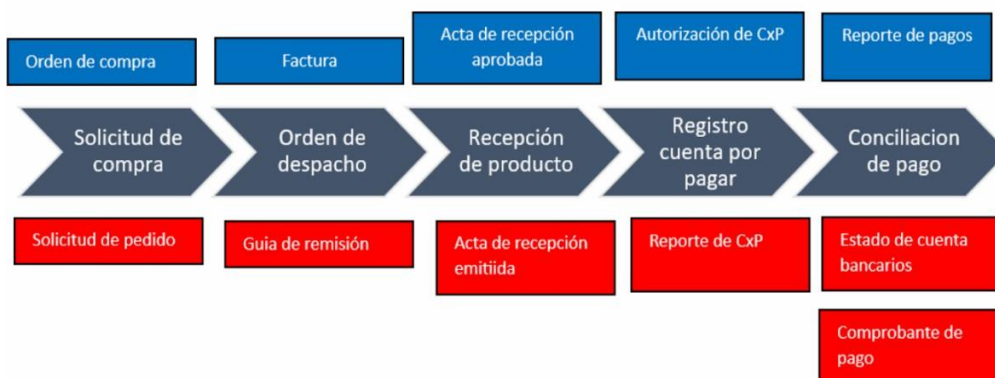 Orden de compra
Factura
Acta de recepción
aprobada
Autorización de CxP
Reporte de pagos
Solicitud de
compra
Orden de
despacho
Recepción
de producto
Registro
cuenta por
pagar
Conciliacion
de pago
Solicitud de pedido
Guia de remisión
Acta de recepción
emitiida
Reporte de CxP
Estado de cuenta
bancarios
Comprobante de
pago